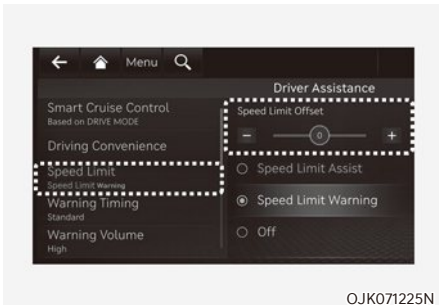 Menu
Driver Assistance
Smart Cruise Control
Based on DRIVE MODE
Driving Convenience
Speed Limit
Speed Limit Warning
Warning Timing
Standard
Warning Volume
High
Speed Limit Offset
− 0 +
Speed Limit Assist
Speed Limit Warning
Off
OJK071225N